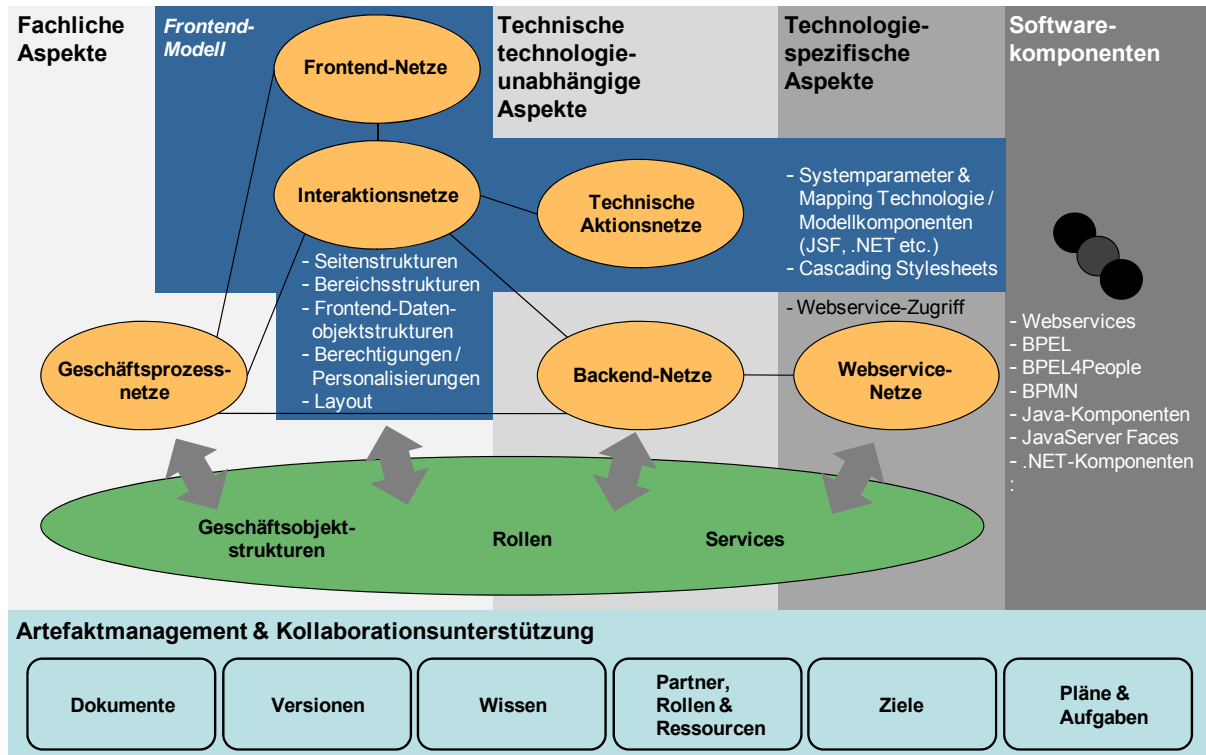 Fachliche
Aspekte
Frontend-
Modell
Technische
technologie-
unabhängige
Aspekte
Technologie-
spezifische
Aspekte
Software-
komponenten
Frontend-Netze
Interaktionsnetze
Technische
Aktionsnetze
- Systemparameter &
Mapping Technologie /
Modellkomponenten
(JSF, .NET etc.)
- Cascading Stylesheets
- Seitenstrukturen
- Bereichsstrukturen
- Frontend-Daten-
objektstrukturen
- Berechtigungen /
Personalisierungen
- Layout
- Webservice-Zugriff
Geschäftsprozess-
netze
Backend-Netze
Webservice-
Netze
- Webservices
- BPEL
- BPEL4People
- BPMN
- Java-Komponenten
- JavaServer Faces
- .NET-Komponenten
:
Geschäftsobjekt-
strukturen
Rollen
Services
Artefaktmanagement & Kollaborationsunterstützung
Dokumente
Versionen
Wissen
Partner,
Rollen &
Ressourcen
Ziele
Pläne &
Aufgaben